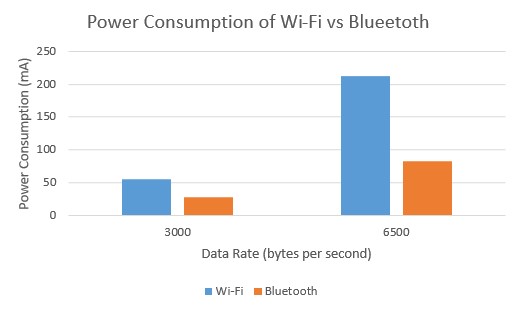 Power Consumption of Wi-Fi vs Blueetoth
250
200
150
100
50
0
Power Consumption (mA)
3000 6500
Data Rate (bytes per second)
Wi-Fi Bluetooth